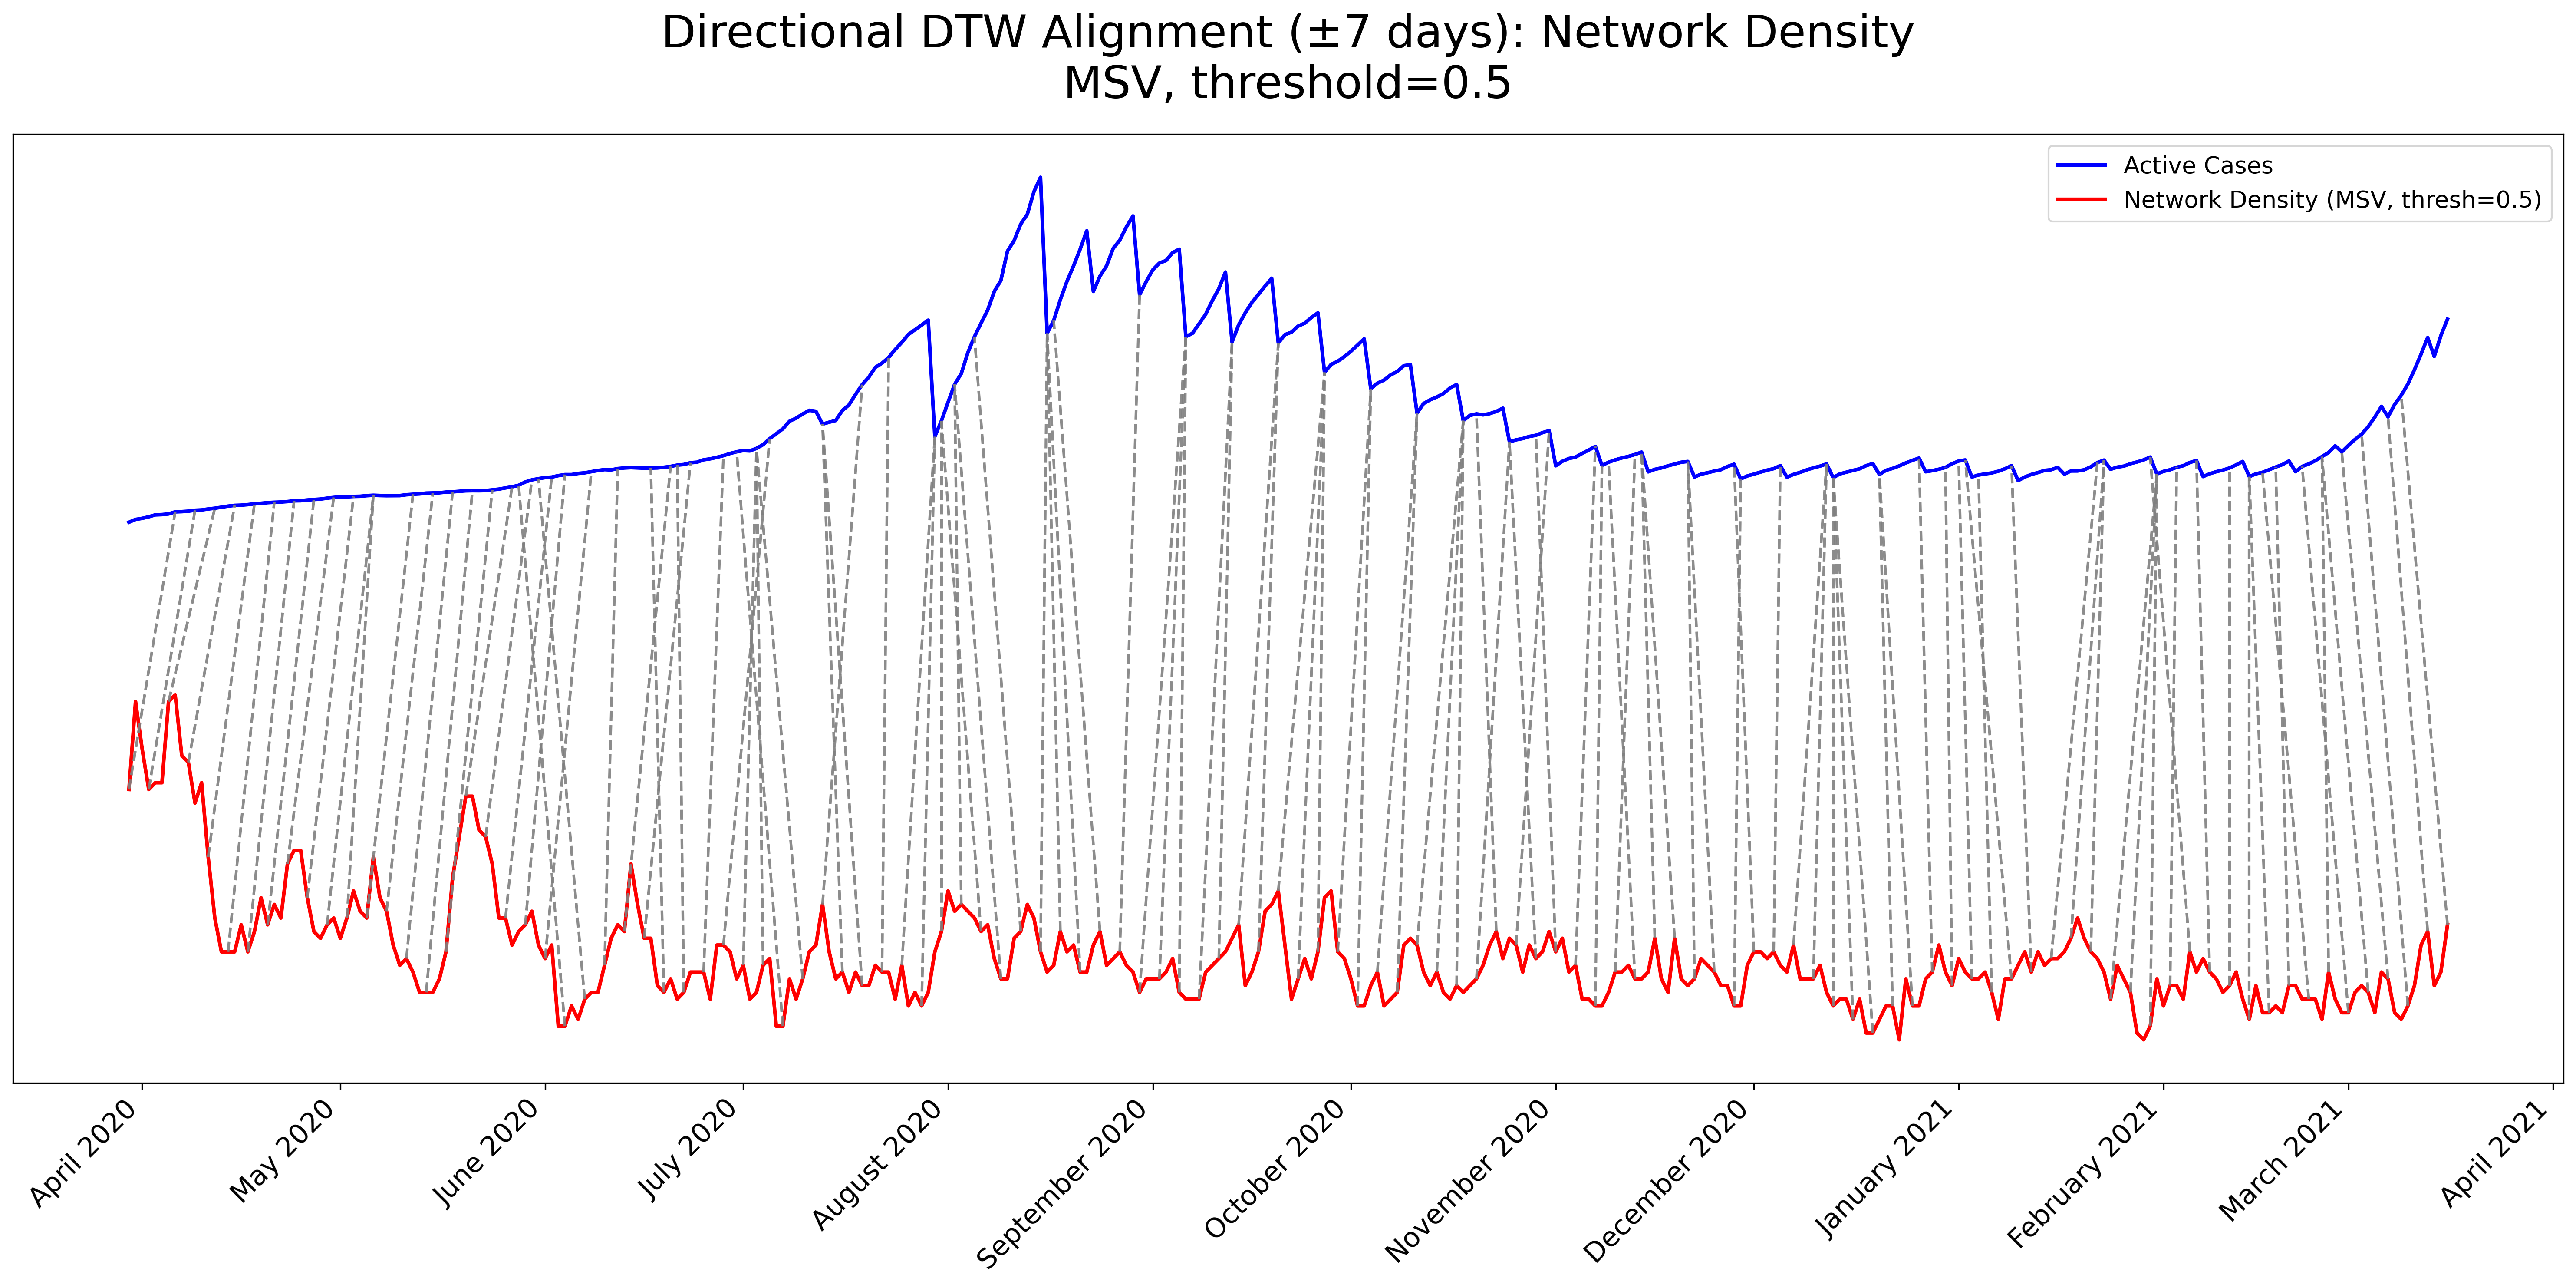 Directional DTW Alignment (±7 days): Network Density
MSV, threshold=0.5
Active Cases
Network Density (MSV, thresh=0.5)
April 2020
May 2020
June 2020
July 2020
August 2020
September 2020
October 2020
November 2020
December 2020
January 2021
February 2021
March 2021
April 2021